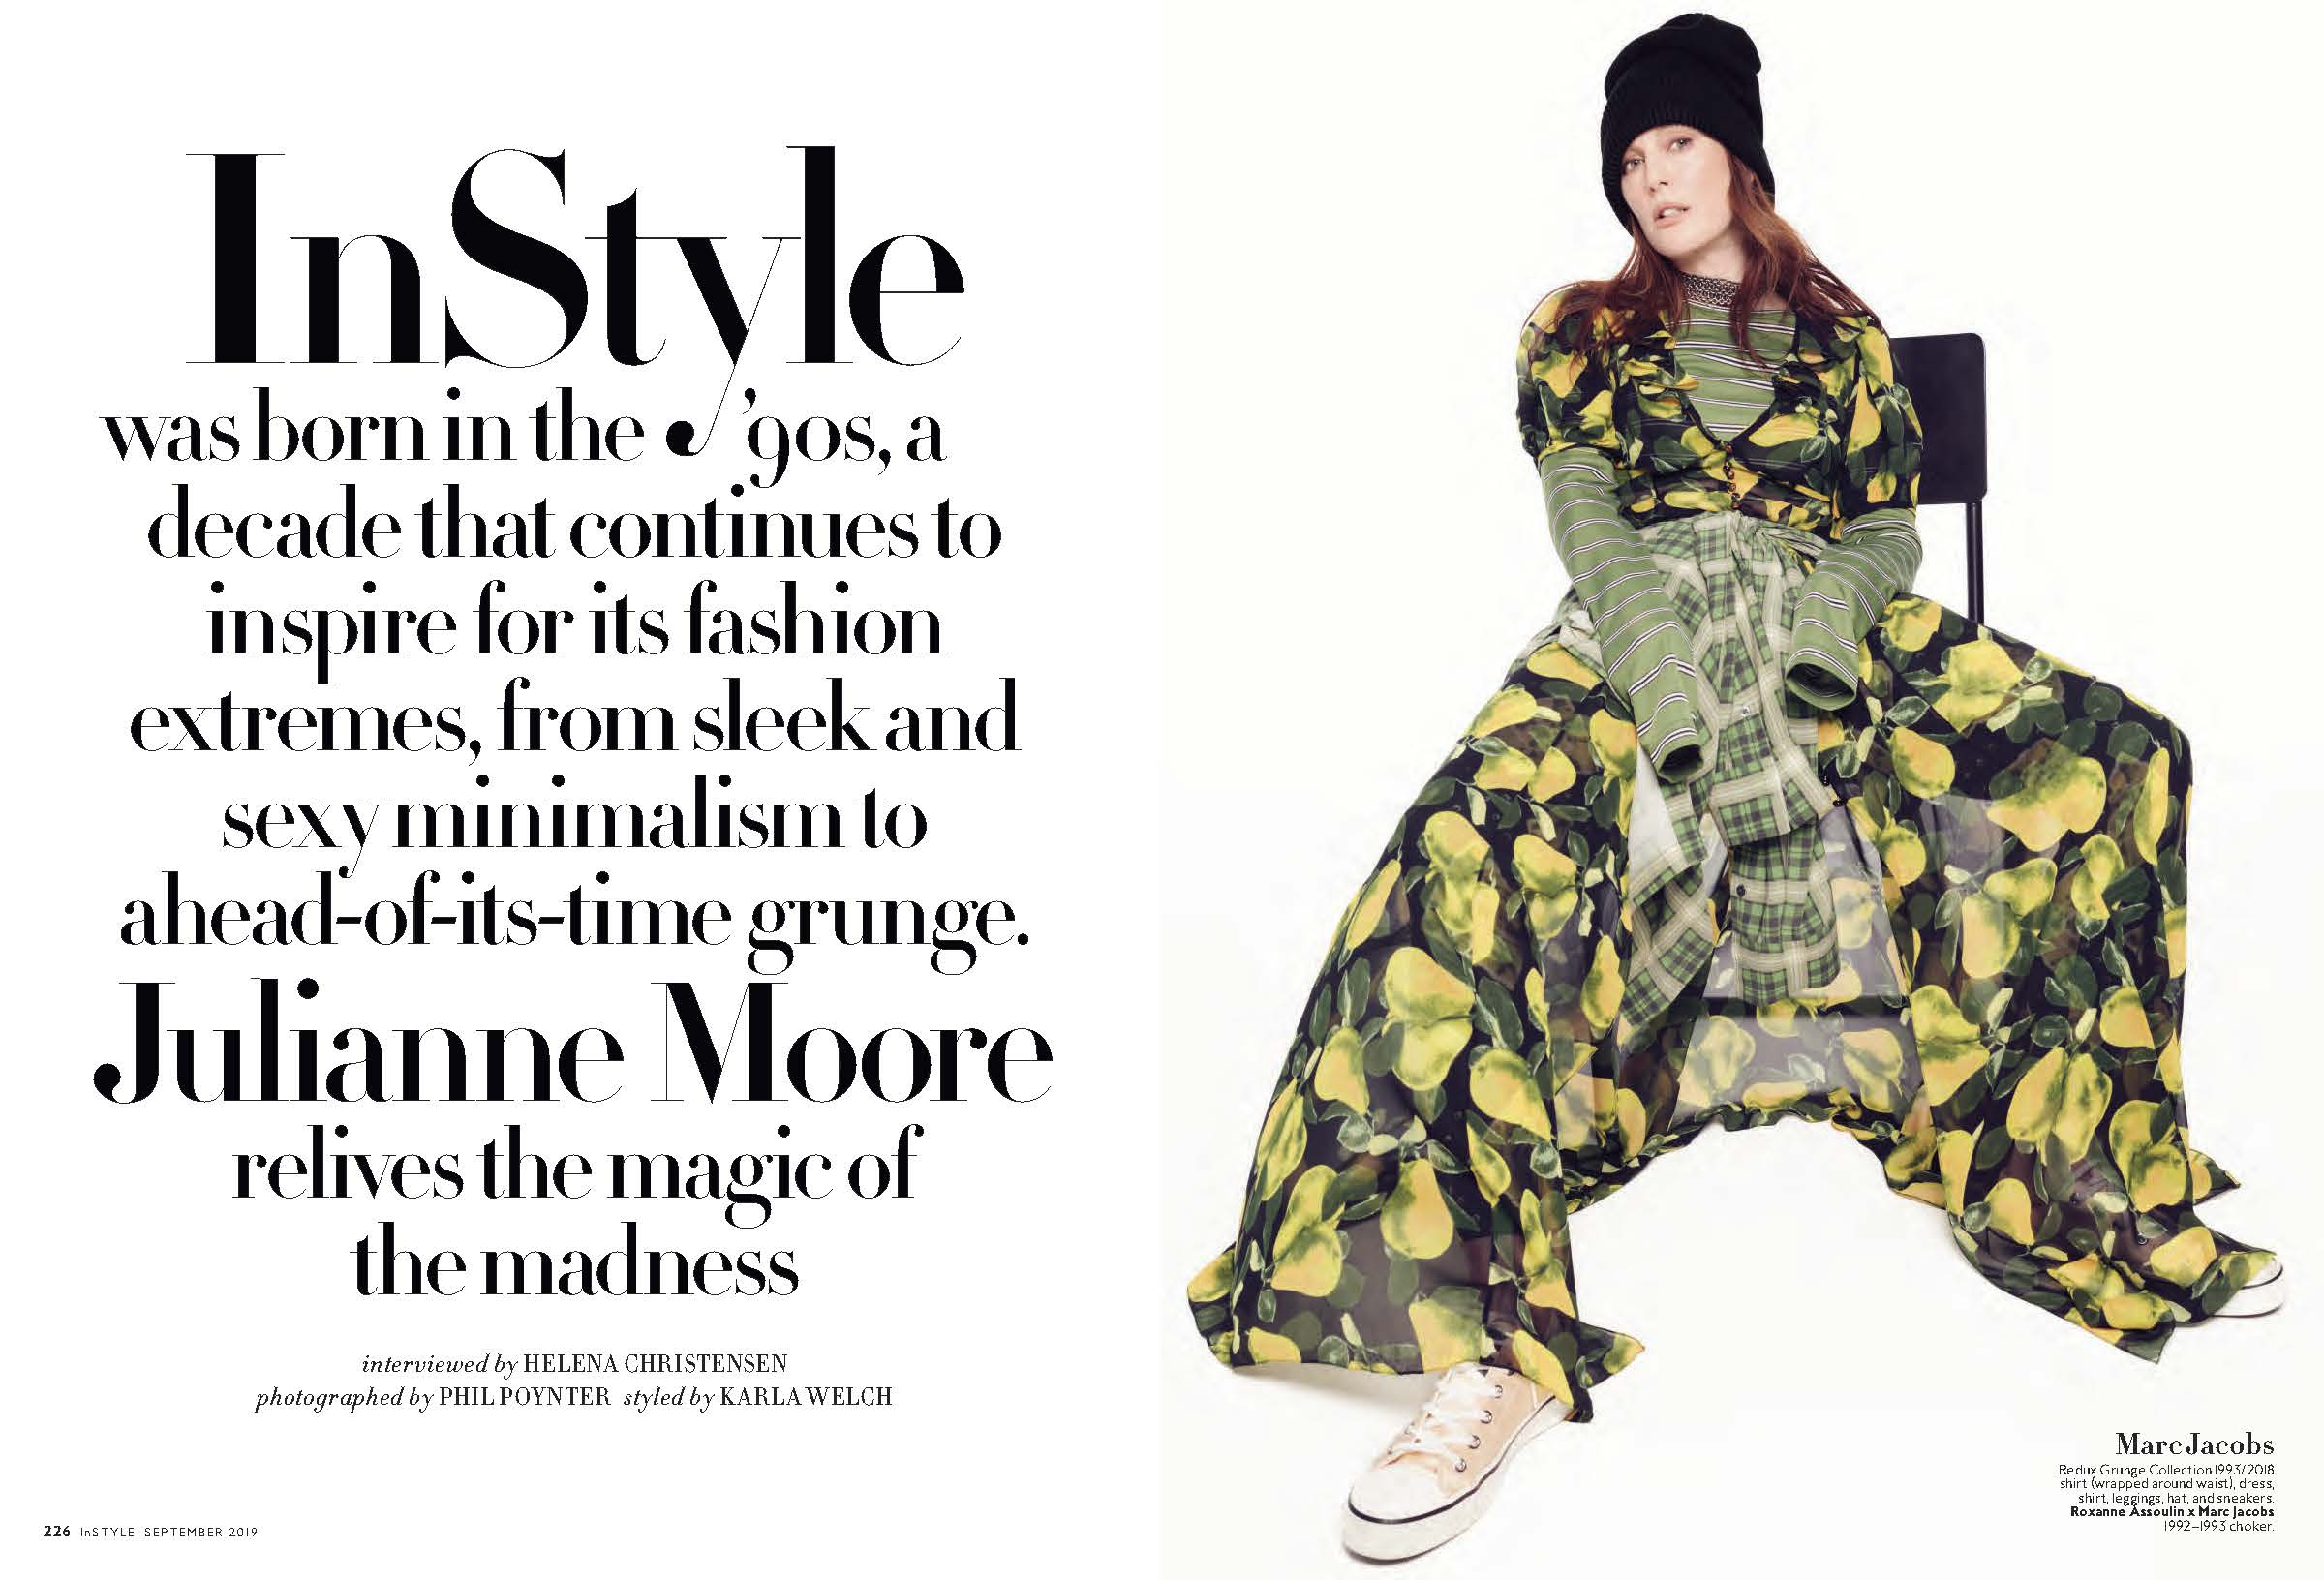 InStyle
was born in the ’90s, a
decade that continues to
inspire for its fashion
extremes, from sleek and
sexy minimalism to
ahead-of-its-time grunge.
Julianne Moore
relives the magic of
the madness
interviewed by HELENA CHRISTENSEN
photographed by PHIL POYNTER styled by KARLA WELCH
226 InSTYLE SEPTEMBER 2019
Marc Jacobs
Redux Grunge Collection 1993/2018
shirt (wrapped around waist), dress,
shirt, leggings, hat, and sneakers.
Roxanne Assoulin x Marc Jacobs
1992–1993 choker.